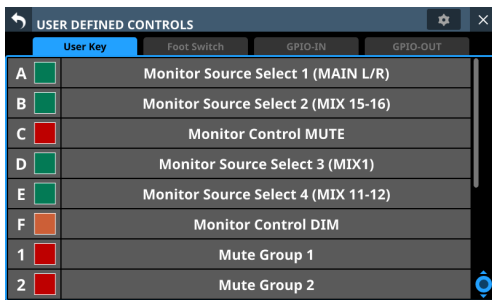 USER DEFINED CONTROLS
User Key Foot Switch GPIO-IN GPIO-OUT
A Monitor Source Select 1 (MAIN L/R)
B Monitor Source Select 2 (MIX 15-16)
C Monitor Control MUTE
D Monitor Source Select 3 (MIX1)
E Monitor Source Select 4 (MIX 11-12)
F Monitor Control DIM
1 Mute Group 1
2 Mute Group 2